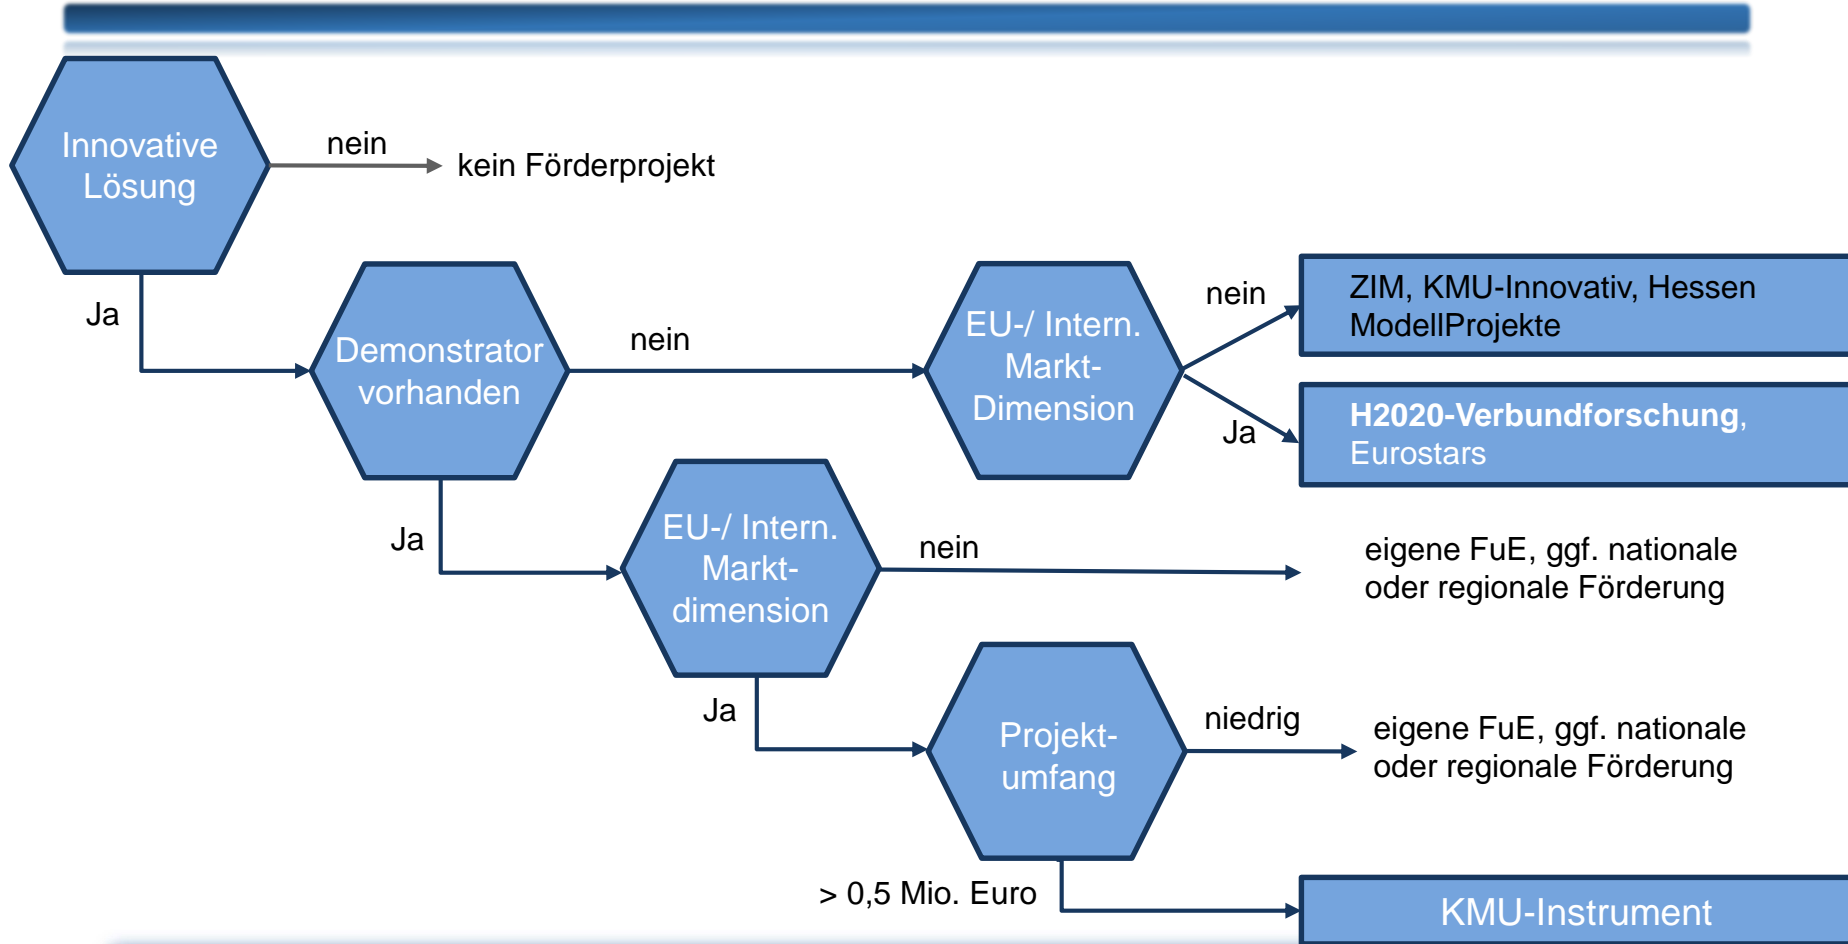 Innovative
Lösung
nein
kein Förderprojekt
Ja
Demonstrator
vorhanden
nein
EU-/ Intern.
Markt-
Dimension
nein
ZIM, KMU-Innovativ, Hessen
ModellProjekte
Ja
H2020-Verbundforschung,
Eurostars
Ja
EU-/ Intern.
Markt-
dimension
nein
eigene FuE, ggf. nationale
oder regionale Förderung
Ja
Projekt-
umfang
niedrig
eigene FuE, ggf. nationale
oder regionale Förderung
> 0,5 Mio. Euro
KMU-Instrument